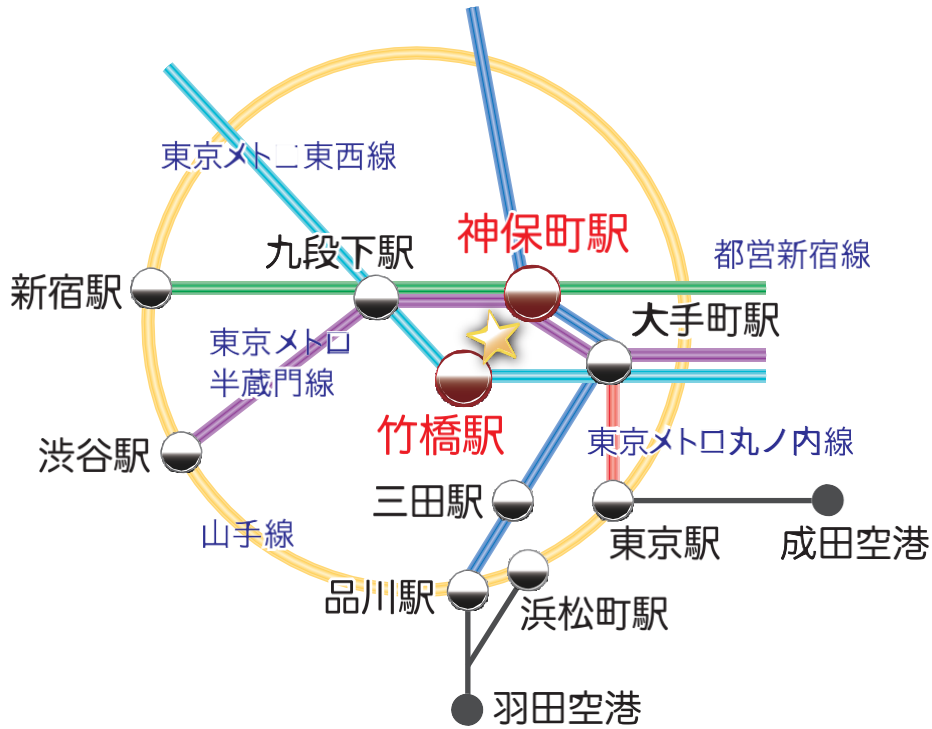 東京メトロ東西線
神保町駅
九段下駅
都営新宿線
新宿駅
大手町駅
東京メトロ
半蔵門線
竹橋駅
東京メトロ丸ノ内線
渋谷駅
三田駅
山手線
東京駅
成田空港
品川駅
浜松町駅
羽田空港